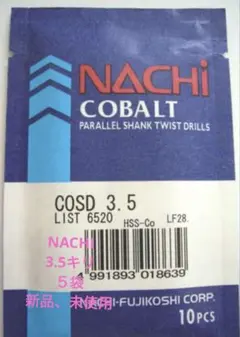 NACHi
COBALT
PARALLEL SHANK TWIST DRILLS
COSD 3.5
LIST 6520
HSS-Co
LF28.
NACHi
3.5キリ
５袋
新品、未使用
4 991893 018639
NACHI-FUJIKOSHI CORP.
10PCS